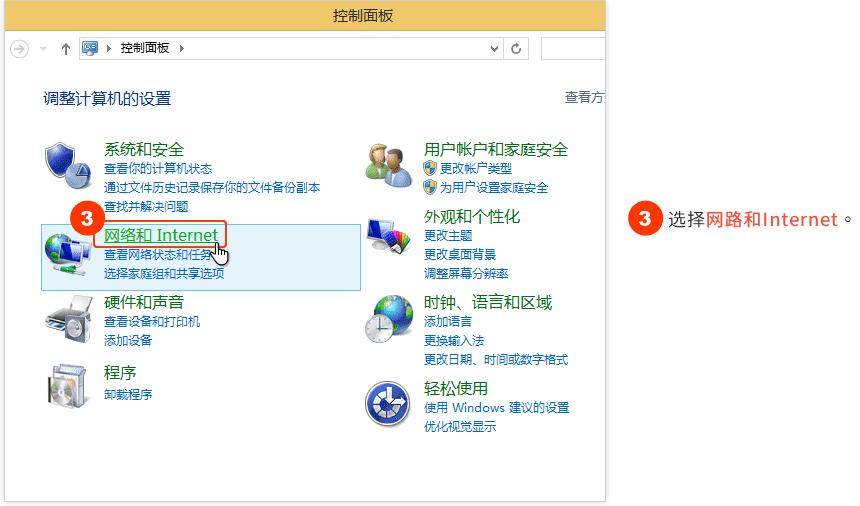 控制面板
控制面板
调整计算机的设置
查看方
系统和安全
查看你的计算机状态
通过文件历史记录保存你的文件备份副本
查找并解决问题
3
网络和 Internet
查看网络状态和任务
选择家庭组和共享选项
硬件和声音
查看设备和打印机
添加设备
程序
卸载程序
用户帐户和家庭安全
更改帐户类型
为用户设置家庭安全
外观和个性化
更改主题
更改桌面背景
调整屏幕分辨率
时钟、语言和区域
添加语言
更换输入法
更改日期、时间或数字格式
轻松使用
使用 Windows 建议的设置
优化视觉显示
3 选择网路和Internet。